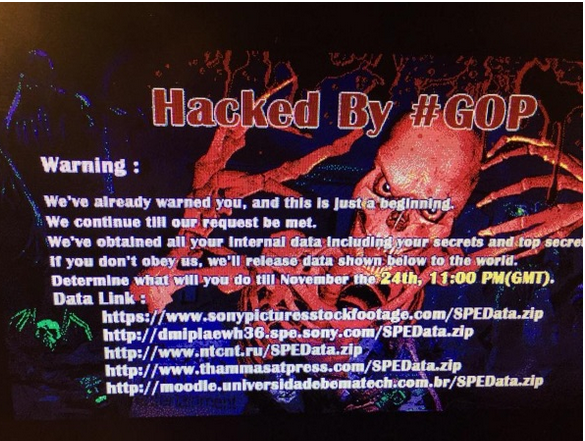 Hacked By #GOP
Warning :
We've already warned you, and this is just a beginning.
We continue till our request be met.
We've obtained all your internal data including your secrets and top secret
If you don't obey us, we'll release data shown below to the world.
Determine what will you do till November the 24th, 11:00 PM(GMT).
Data Link :
https://www.sonypicturesstockfootage.com/SPEData.zip
http://dmiplaewh36.spe.sony.com/SPEData.zip
http://www.ntcnt.ru/SPEData.zip
http://www.thammasatpress.com/SPEData.zip
http://moodle.universidadebematech.com.br/SPEData.zip